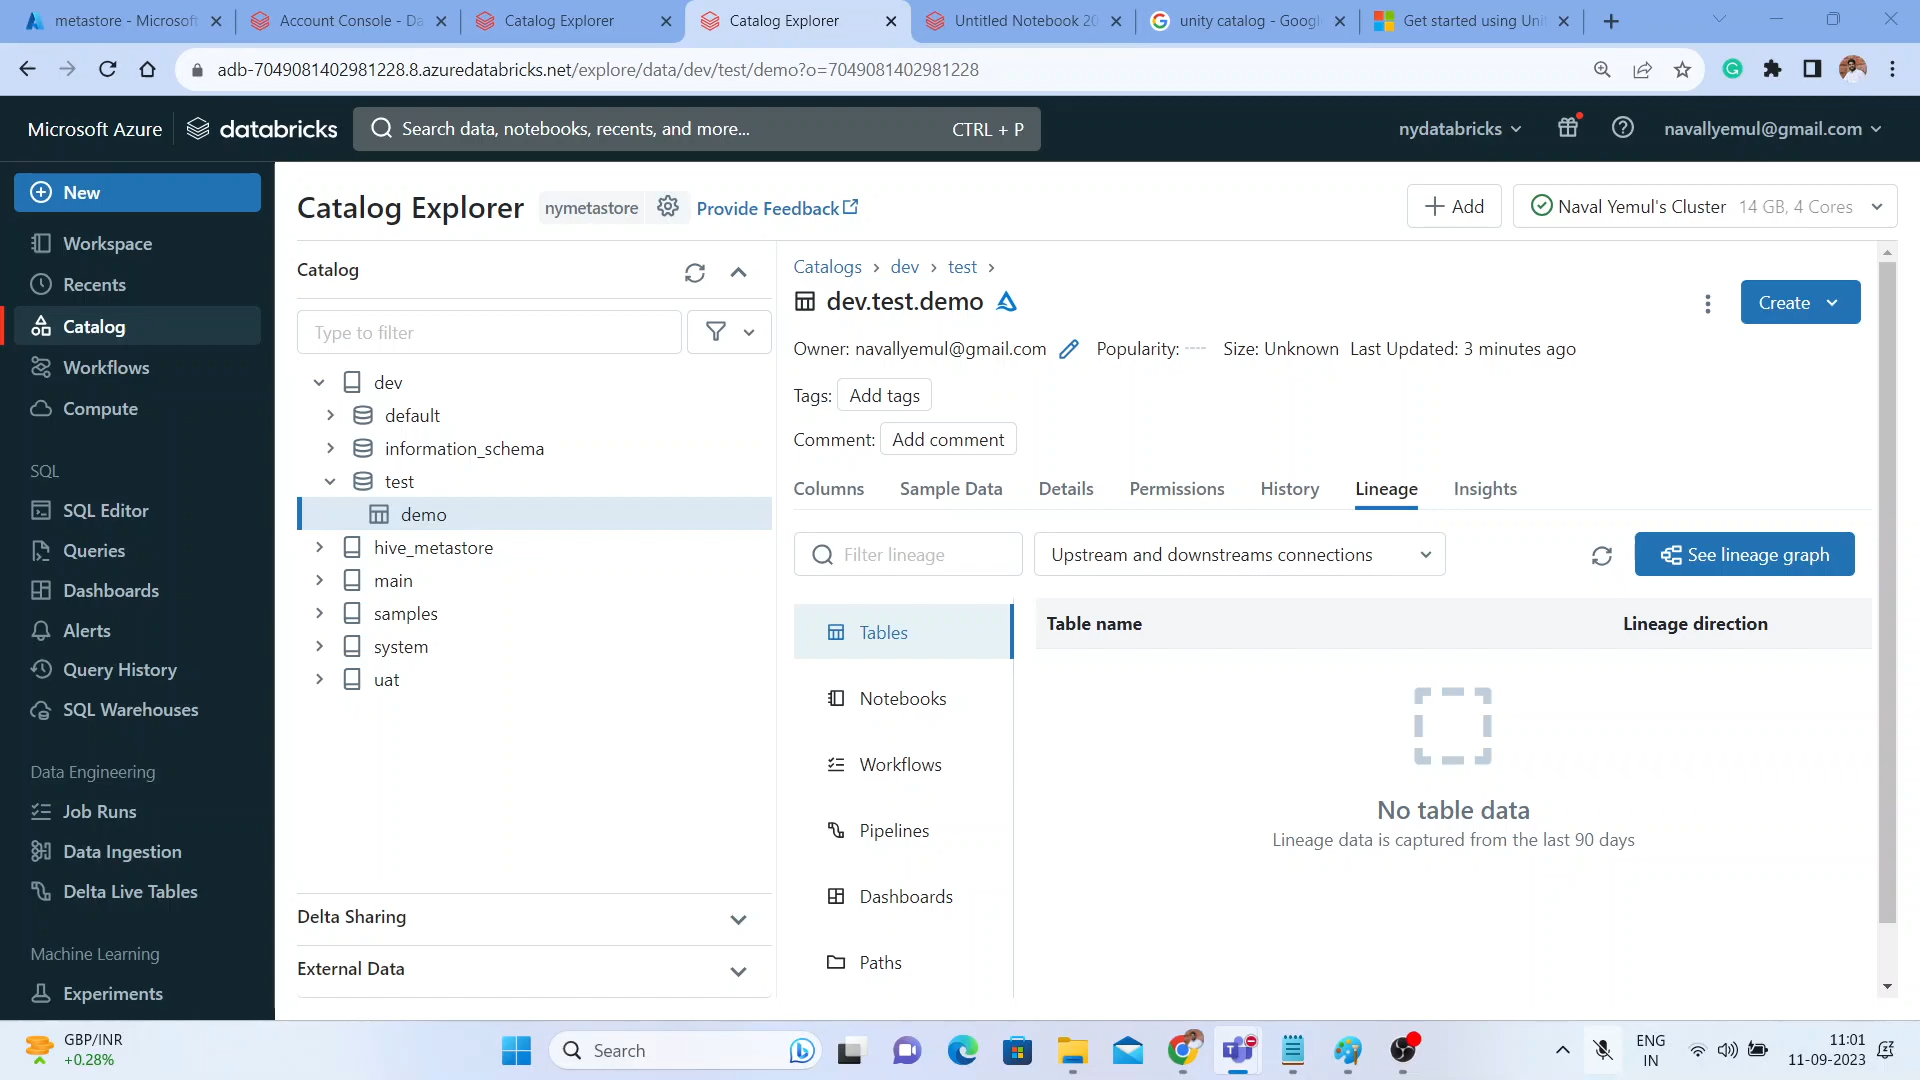 metastore - Microsoft
Account Console - Da
Catalog Explorer
Catalog Explorer
Untitled Notebook 20
unity catalog - Googl
Get started using Uni
adb-7049081402981228.8.azuredatabricks.net/explore/data/dev/test/demo?o=7049081402981228
Microsoft Azure
databricks
Search data, notebooks, recents, and more...
CTRL + P
nydatabricks
navallyemul@gmail.com
New
Workspace
Recents
Catalog
Workflows
Compute
SQL
SQL Editor
Queries
Dashboards
Alerts
Query History
SQL Warehouses
Data Engineering
Job Runs
Data Ingestion
Delta Live Tables
Machine Learning
Experiments
Catalog Explorer
nymetastore
Provide Feedback
Add
Naval Yemul's Cluster 14 GB, 4 Cores
Catalog
Type to filter
dev
default
information_schema
test
demo
hive_metastore
main
samples
system
uat
Delta Sharing
External Data
Catalogs > dev > test >
dev.test.demo
Create
Owner: navallyemul@gmail.com Popularity: ---- Size: Unknown Last Updated: 3 minutes ago
Tags: Add tags
Comment: Add comment
Columns Sample Data Details Permissions History Lineage Insights
Filter lineage
Upstream and downstreams connections
See lineage graph
Tables
Notebooks
Workflows
Pipelines
Dashboards
Paths
Table name Lineage direction
No table data
Lineage data is captured from the last 90 days
GBP/INR
+0.28%
Search
ENG
IN
11:01
11-09-2023